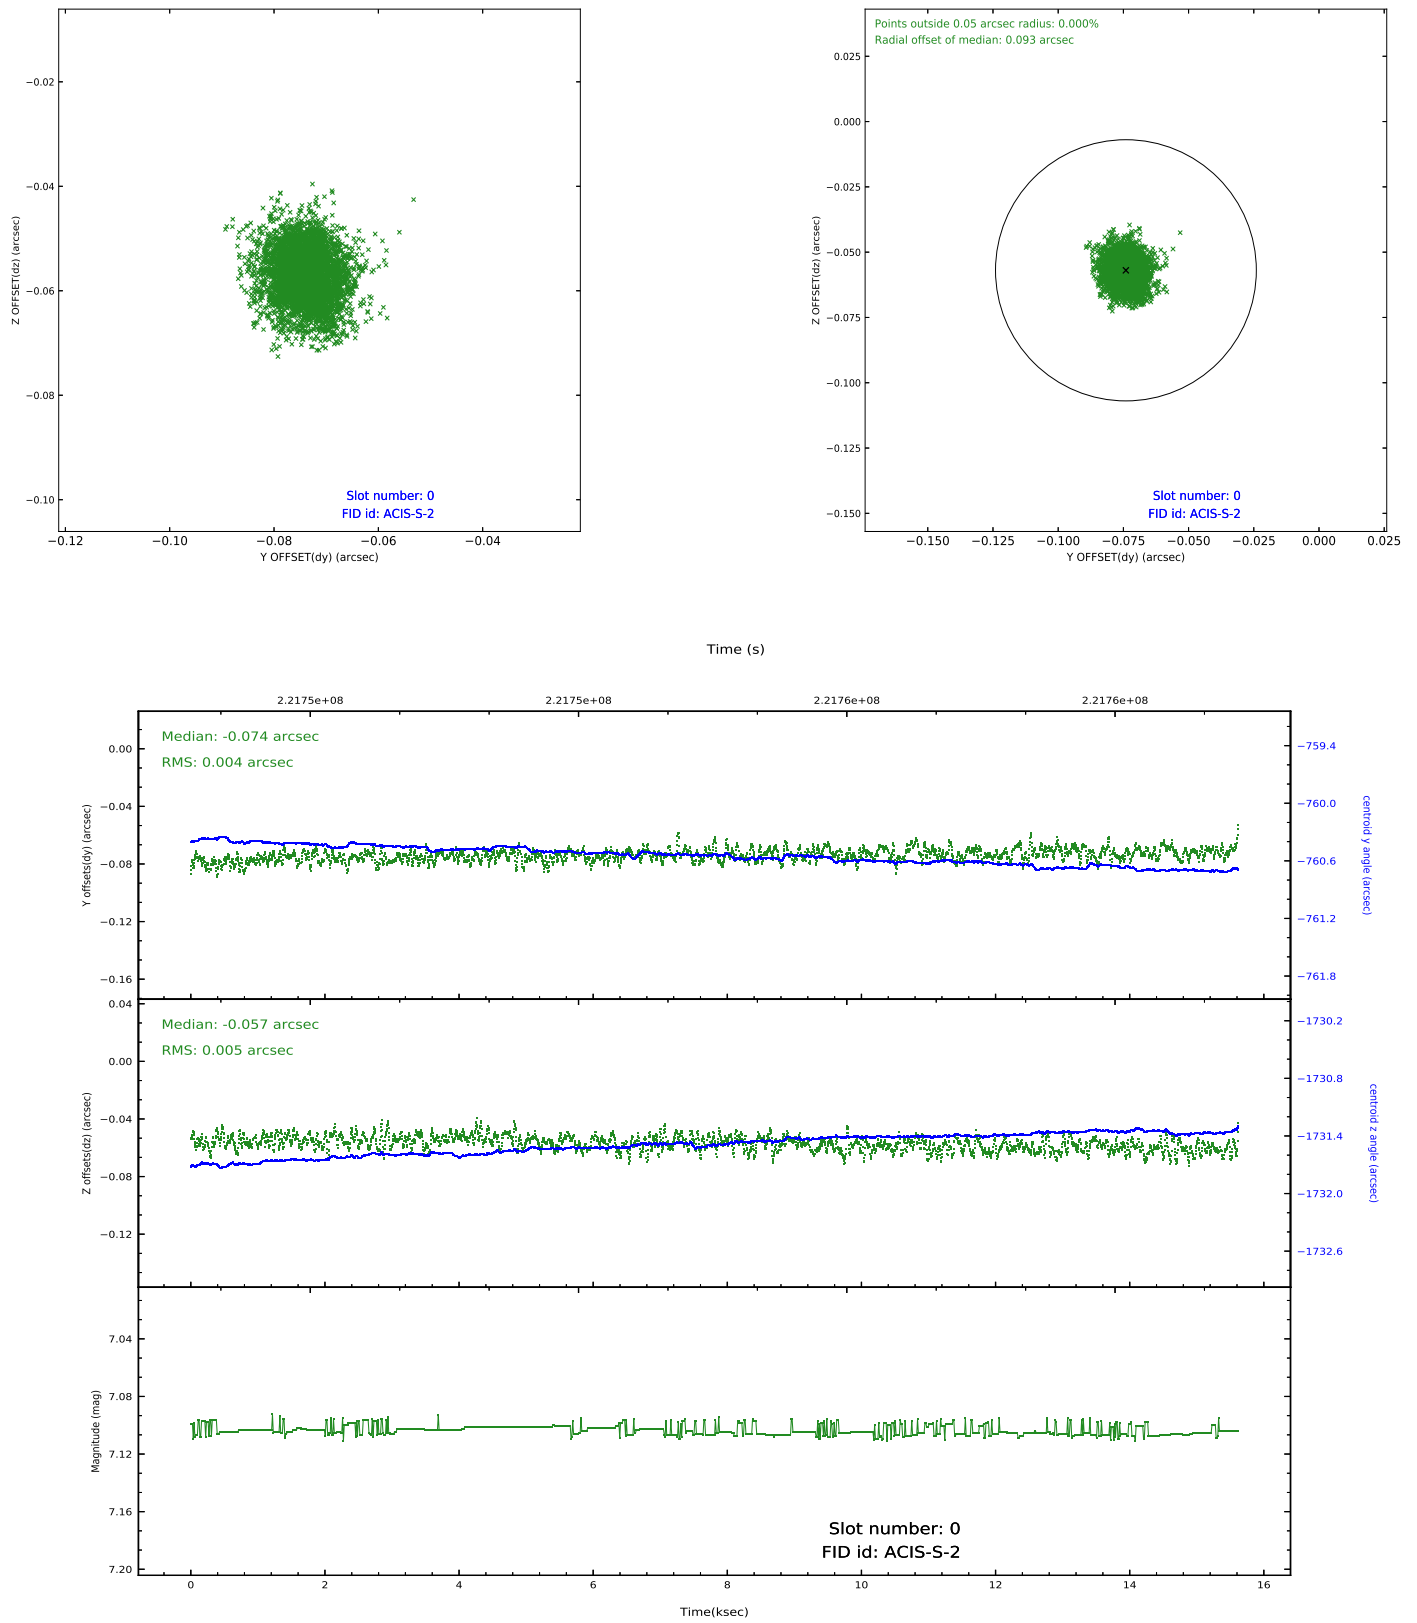 −0.02
−0.04
−0.06
−0.08
−0.10
Z OFFSET(dz) (arcsec)
Slot number: 0
FID id: ACIS-S-2
−0.12 −0.10 −0.08 −0.06 −0.04
Y OFFSET(dy) (arcsec)
Points outside 0.05 arcsec radius: 0.000%
Radial offset of median: 0.093 arcsec
0.025
0.000
−0.025
−0.050
−0.075
−0.100
−0.125
−0.150
Z OFFSET(dz) (arcsec)
Slot number: 0
FID id: ACIS-S-2
−0.150 −0.125 −0.100 −0.075 −0.050 −0.025 0.000 0.025
Y OFFSET(dy) (arcsec)
Time (s)
2.2175e+08 2.2175e+08 2.2176e+08 2.2176e+08
Median: -0.074 arcsec
RMS: 0.004 arcsec
0.00
−0.04
−0.08
−0.12
−0.16
Y offsets(dy) (arcsec)
−759.4
−760.0
−760.6
−761.2
−761.8
centroid y angle (arcsec)
Median: -0.057 arcsec
RMS: 0.005 arcsec
0.04
0.00
−0.04
−0.08
−0.12
Z offsets(dz) (arcsec)
−1730.2
−1730.8
−1731.4
−1732.0
−1732.6
centroid z angle (arcsec)
7.04
7.08
7.12
7.16
7.20
Magnitude (mag)
Slot number: 0
FID id: ACIS-S-2
0 2 4 6 8 10 12 14 16
Time(ksec)